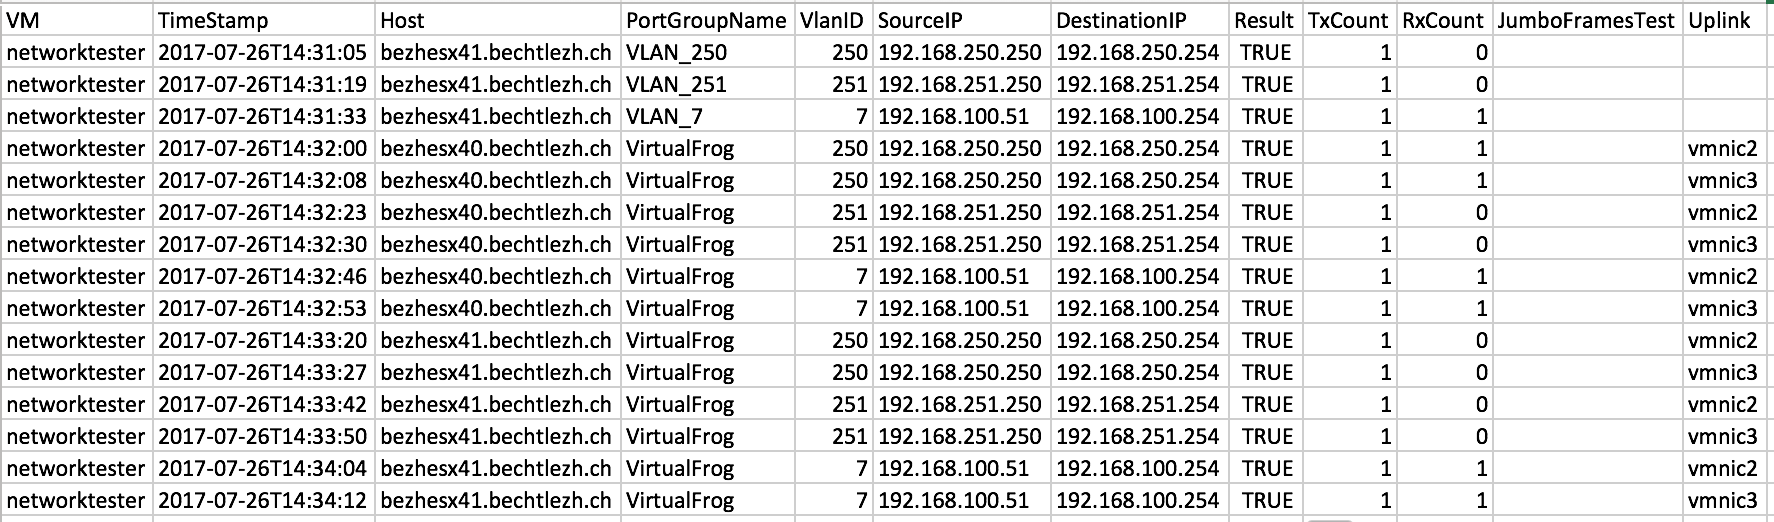 VM TimeStamp Host PortGroupName VlanID SourceIP DestinationIP Result TxCount RxCount JumboFramesTest Uplink
networktester 2017-07-26T14:31:05 bezhesx41.bechtlezh.ch VLAN_250 250 192.168.250.250 192.168.250.254 TRUE 1 0
networktester 2017-07-26T14:31:19 bezhesx41.bechtlezh.ch VLAN_251 251 192.168.251.250 192.168.251.254 TRUE 1 0
networktester 2017-07-26T14:31:33 bezhesx41.bechtlezh.ch VLAN_7 7 192.168.100.51 192.168.100.254 TRUE 1 1
networktester 2017-07-26T14:32:00 bezhesx40.bechtlezh.ch VirtualFrog 250 192.168.250.250 192.168.250.254 TRUE 1 1 vmnic2
networktester 2017-07-26T14:32:08 bezhesx40.bechtlezh.ch VirtualFrog 250 192.168.250.250 192.168.250.254 TRUE 1 1 vmnic3
networktester 2017-07-26T14:32:23 bezhesx40.bechtlezh.ch VirtualFrog 251 192.168.251.250 192.168.251.254 TRUE 1 0 vmnic2
networktester 2017-07-26T14:32:30 bezhesx40.bechtlezh.ch VirtualFrog 251 192.168.251.250 192.168.251.254 TRUE 1 0 vmnic3
networktester 2017-07-26T14:32:46 bezhesx40.bechtlezh.ch VirtualFrog 7 192.168.100.51 192.168.100.254 TRUE 1 1 vmnic2
networktester 2017-07-26T14:32:53 bezhesx40.bechtlezh.ch VirtualFrog 7 192.168.100.51 192.168.100.254 TRUE 1 1 vmnic3
networktester 2017-07-26T14:33:20 bezhesx41.bechtlezh.ch VirtualFrog 250 192.168.250.250 192.168.250.254 TRUE 1 0 vmnic2
networktester 2017-07-26T14:33:27 bezhesx41.bechtlezh.ch VirtualFrog 250 192.168.250.250 192.168.250.254 TRUE 1 0 vmnic3
networktester 2017-07-26T14:33:42 bezhesx41.bechtlezh.ch VirtualFrog 251 192.168.251.250 192.168.251.254 TRUE 1 0 vmnic2
networktester 2017-07-26T14:33:50 bezhesx41.bechtlezh.ch VirtualFrog 251 192.168.251.250 192.168.251.254 TRUE 1 0 vmnic3
networktester 2017-07-26T14:34:04 bezhesx41.bechtlezh.ch VirtualFrog 7 192.168.100.51 192.168.100.254 TRUE 1 1 vmnic2
networktester 2017-07-26T14:34:12 bezhesx41.bechtlezh.ch VirtualFrog 7 192.168.100.51 192.168.100.254 TRUE 1 1 vmnic3